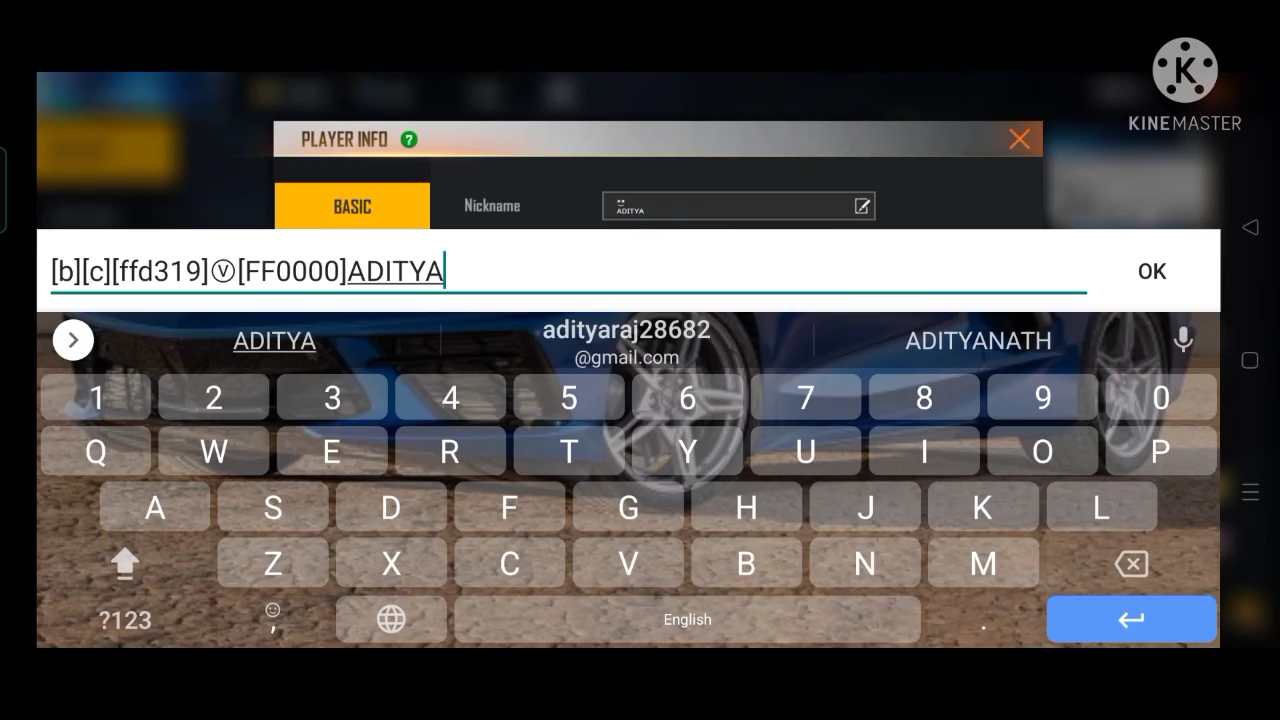 K
KINEMASTER
PLAYER INFO ?
BASIC
Nickname
ADITYA
[b][c][ffd319]Ⓥ[FF0000]ADITYA
OK
ADITYA
adityaraj28682
@gmail.com
ADITYANATH
1 2 3 4 5 6 7 8 9 0
Q W E R T Y U I O P
A S D F G H J K L
Z X C V B N M
?123
,
English
.